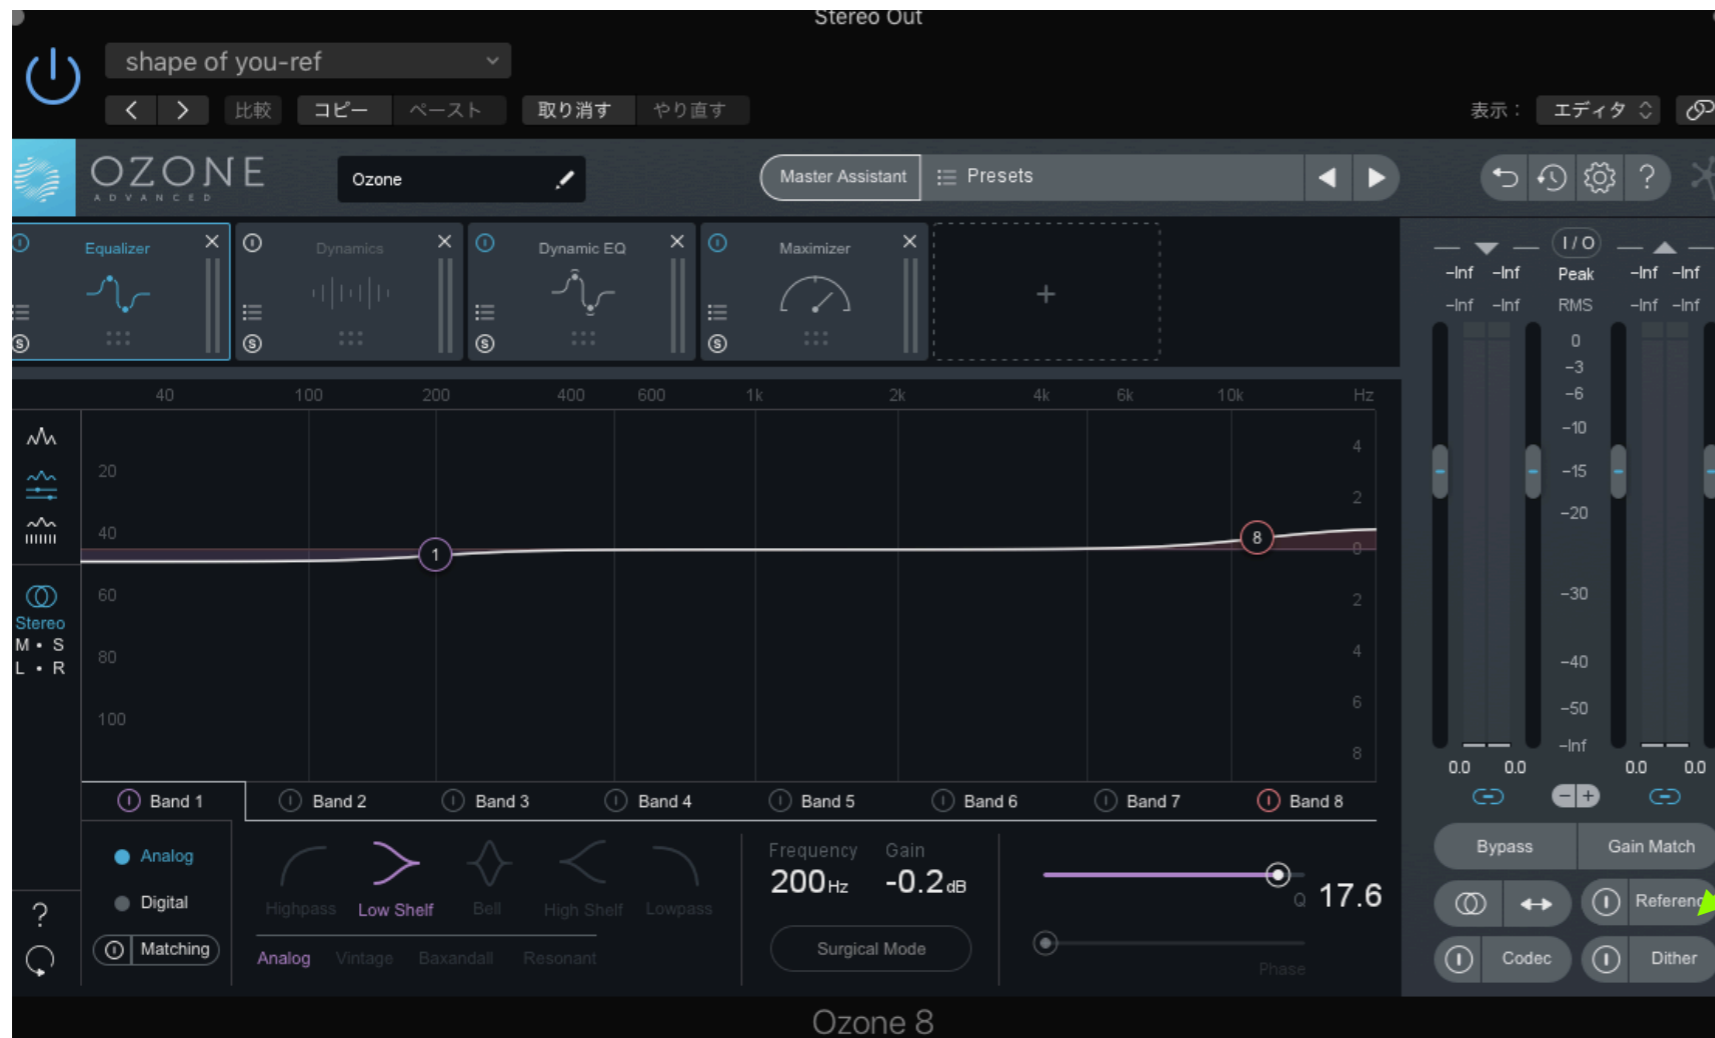 Stereo Out
shape of you-ref
比較 コピー ペースト 取り消す やり直す 表示： エディタ
OZONE
ADVANCED
Ozone Master Assistant Presets ?
Equalizer Dynamics Dynamic EQ Maximizer
S S S S
+
I/O
-Inf -Inf Peak -Inf -Inf
-Inf -Inf RMS -Inf -Inf
40 100 200 400 600 1k 2k 4k 6k 10k Hz
20
40
60
80
100
1
8
4
2
0
2
4
6
8
Stereo
M • S
L • R
0
-3
-6
-10
-15
-20
-30
-40
-50
-Inf
0.0 0.0 0.0 0.0
Band 1 Band 2 Band 3 Band 4 Band 5 Band 6 Band 7 Band 8
Analog
Digital
Matching
Highpass Low Shelf Bell High Shelf Lowpass
Analog Vintage Baxandall Resonant
Frequency Gain
200Hz -0.2dB
Surgical Mode
Q 17.6
Phase
?
Bypass Gain Match
Referenc
Codec Dither
Ozone 8